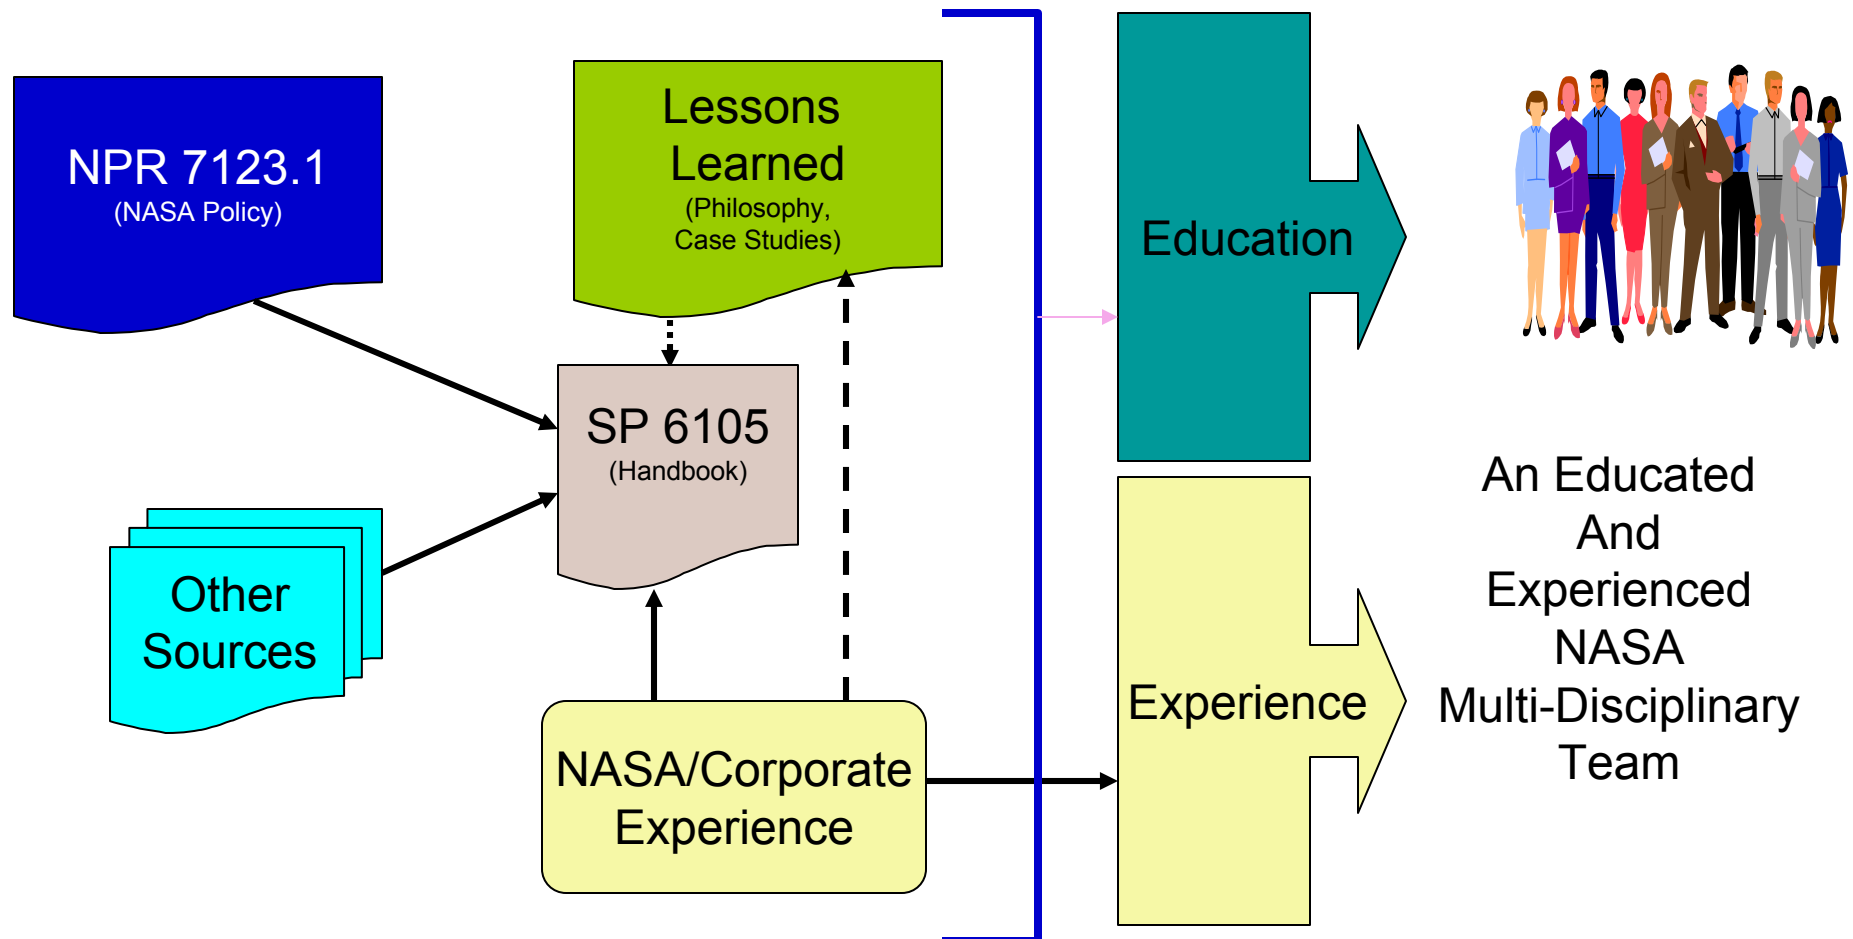 NPR 7123.1
(NASA Policy)
Lessons
Learned
(Philosophy,
Case Studies)
SP 6105
(Handbook)
Other
Sources
NASA/Corporate
Experience
Education
Experience
An Educated
And
Experienced
NASA
Multi-Disciplinary
Team